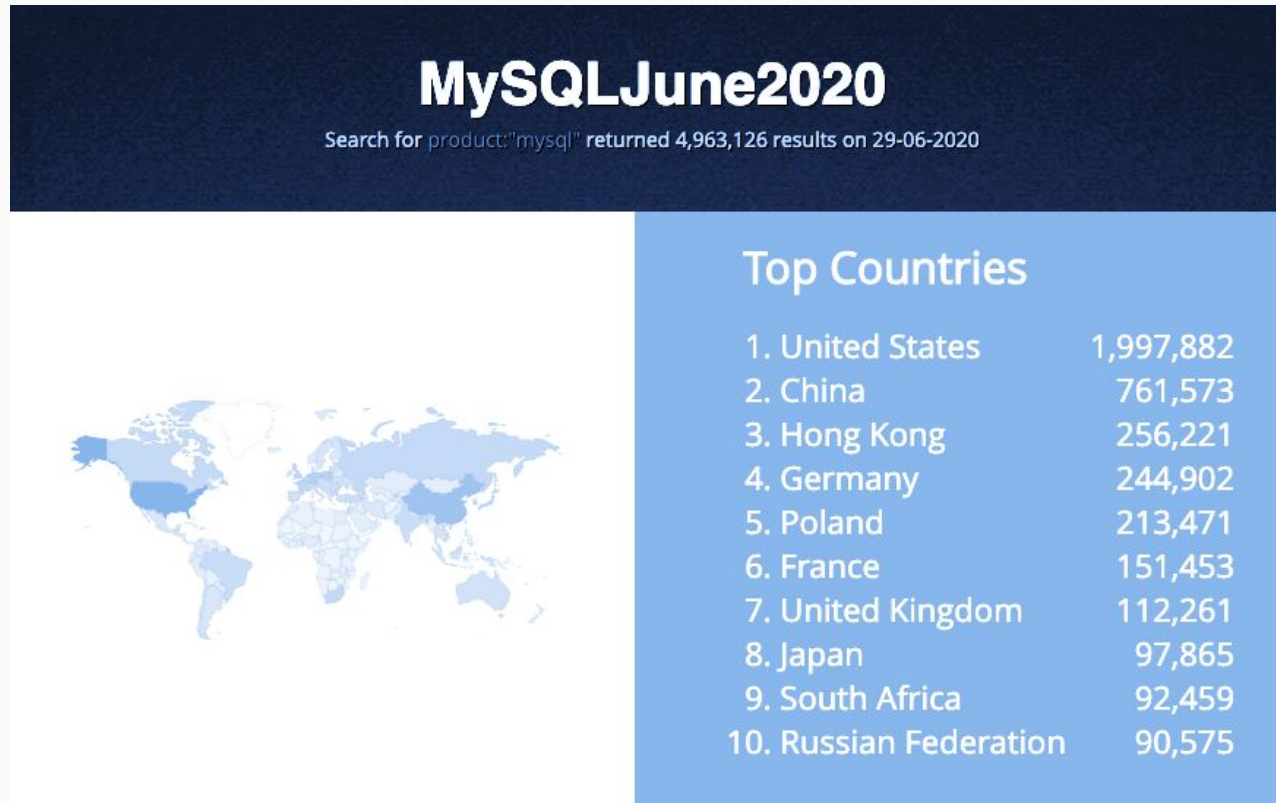 MySQLJune2020
Search for product:"mysql" returned 4,963,126 results on 29-06-2020
Top Countries
1. United States 1,997,882
2. China 761,573
3. Hong Kong 256,221
4. Germany 244,902
5. Poland 213,471
6. France 151,453
7. United Kingdom 112,261
8. Japan 97,865
9. South Africa 92,459
10. Russian Federation 90,575